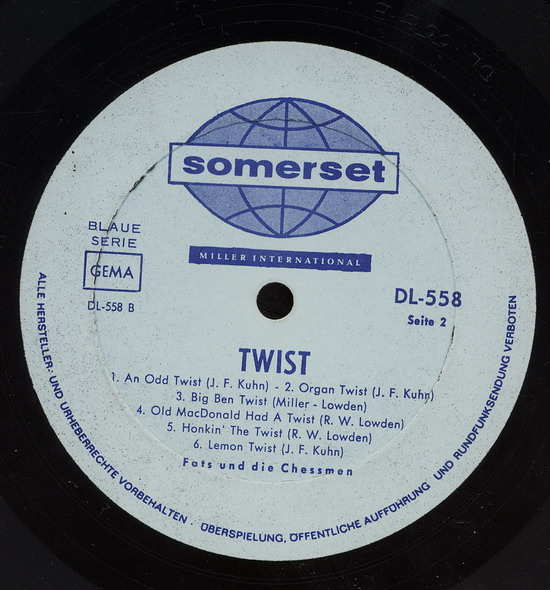 somerset
MILLER INTERNATIONAL
BLAUE
SERIE
GEMA
DL-558 B
DL-558
Seite 2
TWIST
1. An Odd Twist (J. F. Kuhn) - 2. Organ Twist (J. F. Kuhn)
3. Big Ben Twist (Miller - Lowden)
4. Old MacDonald Had A Twist (R. W. Lowden)
5. Honkin' The Twist (R. W. Lowden)
6. Lemon Twist (J. F. Kuhn)
Fats und die Chessmen
ALLE HERSTELLER- UND URHEBERRECHTE VORBEHALTEN . ÜBERSPIELUNG, ÖFFENTLICHE AUFFÖHRUNG UND RUNDFUNKSENDUNG VERBOTEN